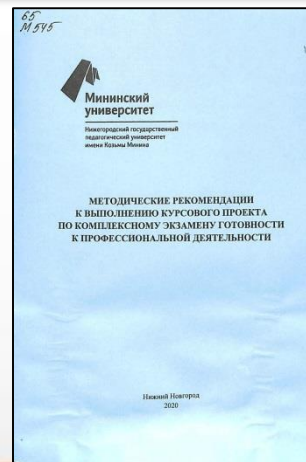 65
М 545
Мининский
университет
Нижегородский государственный
педагогический университет
имени Козьмы Минина
МЕТОДИЧЕСКИЕ РЕКОМЕНДАЦИИ
К ВЫПОЛНЕНИЮ КУРСОВОГО ПРОЕКТА
ПО КОМПЛЕКСНОМУ ЭКЗАМЕНУ ГОТОВНОСТИ
К ПРОФЕССИОНАЛЬНОЙ ДЕЯТЕЛЬНОСТИ
Нижний Новгород
2020